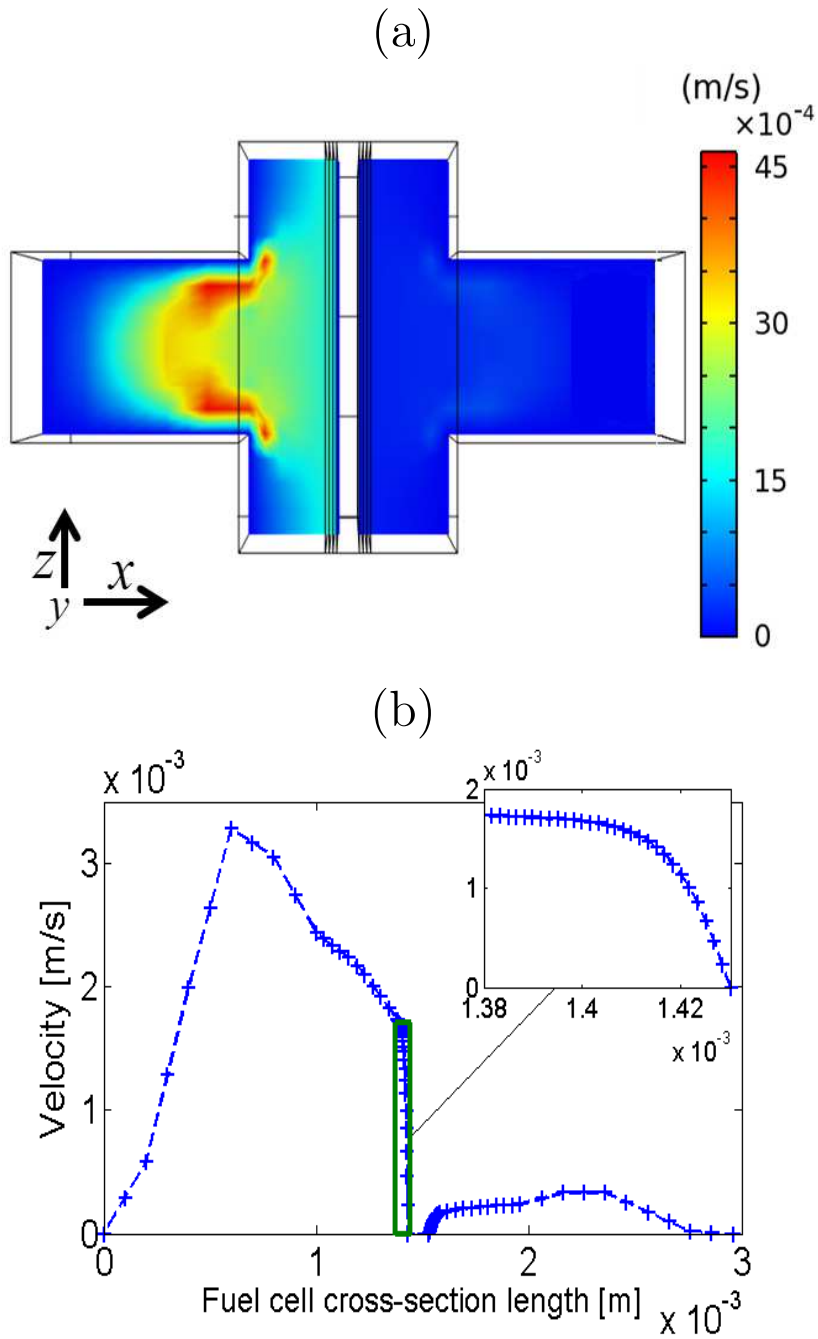 (a)
(m/s)
×10⁻⁴
45
30
15
0
z
y
x
(b)
x 10⁻³
3
2
1
0
Velocity [m/s]
0 1 2 3
Fuel cell cross-section length [m]
x 10⁻³
x 10⁻³
2
1
0
1.38 1.4 1.42
x 10⁻³